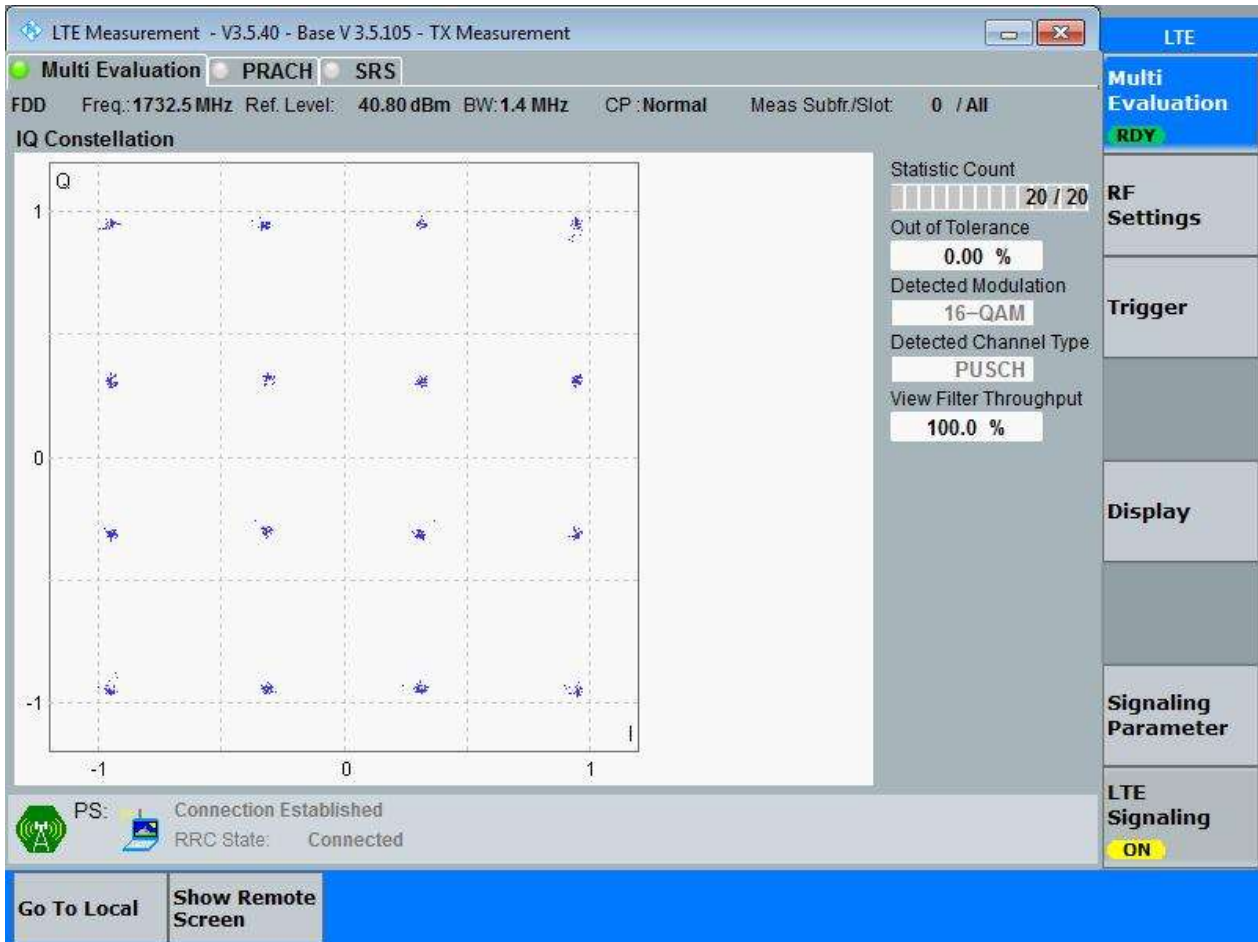 LTE Measurement - V3.5.40 - Base V 3.5.105 - TX Measurement
Multi Evaluation PRACH SRS
FDD Freq.: 1732.5 MHz Ref. Level: 40.80 dBm BW: 1.4 MHz CP : Normal Meas Subfr./Slot: 0 / All
IQ Constellation
Q
1
0
-1
I
-1 0 1
Statistic Count
20 / 20
Out of Tolerance
0.00 %
Detected Modulation
16-QAM
Detected Channel Type
PUSCH
View Filter Throughput
100.0 %
PS: Connection Established
RRC State: Connected
LTE
Multi
Evaluation
RDY
RF
Settings
Trigger
Display
Signaling
Parameter
LTE
Signaling
ON
Go To Local
Show Remote
Screen